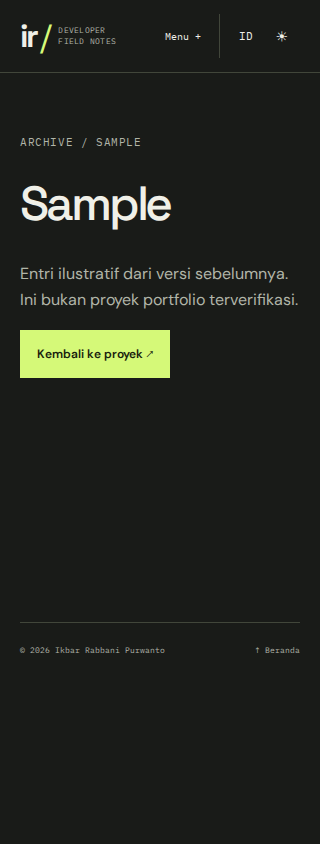 ir/
DEVELOPER
FIELD NOTES
Menu +
ID
☀
ARCHIVE / SAMPLE
Sample
Entri ilustratif dari versi sebelumnya.
Ini bukan proyek portfolio terverifikasi.
Kembali ke proyek ↗
© 2026 Ikbar Rabbani Purwanto
↑ Beranda